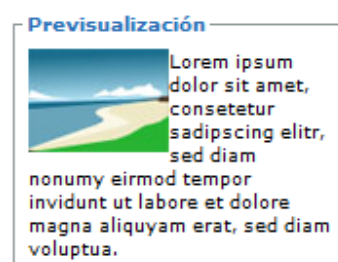 Previsualización
Lorem ipsum
dolor sit amet,
consetetur
sadipscing elitr,
sed diam
nonumy eirmod tempor
invidunt ut labore et dolore
magna aliquyam erat, sed diam
voluptua.